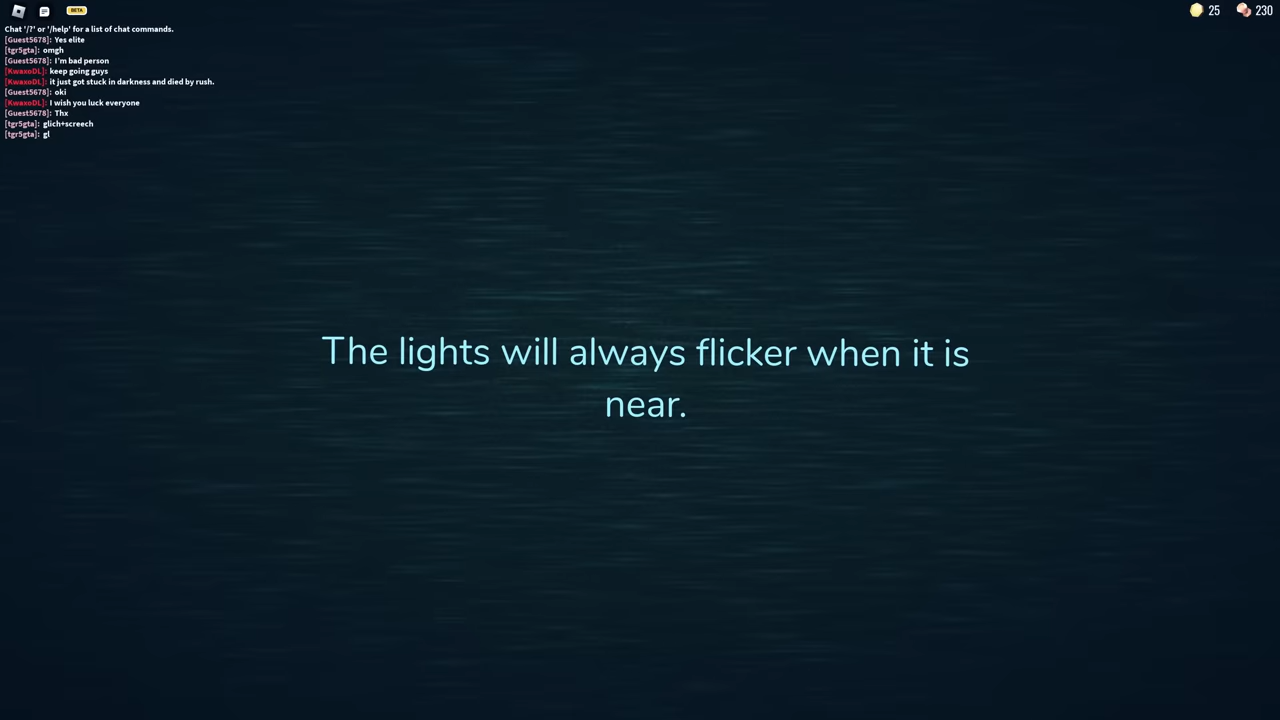 BETA
25
230
Chat '/?' or '/help' for a list of chat commands.
[Guest5678]: Yes elite
[tgr5gta]: omgh
[Guest5678]: I'm bad person
[KwaxoDL]: keep going guys
[KwaxoDL]: it just got stuck in darkness and died by rush.
[Guest5678]: oki
[KwaxoDL]: I wish you luck everyone
[Guest5678]: Thx
[tgr5gta]: glich+screech
[tgr5gta]: gl
The lights will always flicker when it is
near.